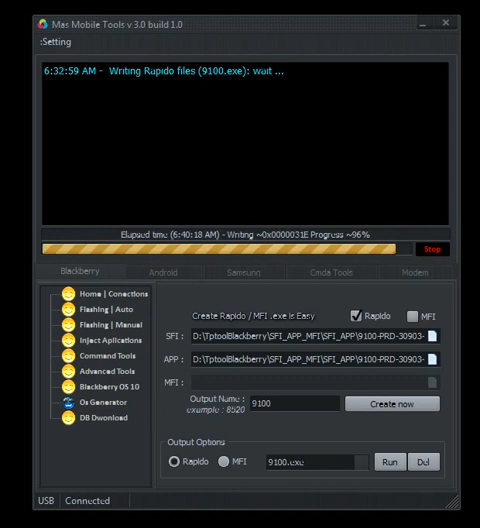 Mas Mobile Tools v 3.0 build 1.0
:Setting
6:32:59 AM - Writing Rapido files (9100.exe): wait ...
Elapsed time (6:40:18 AM) - Writing ~0x0000031E Progress ~96%
Stop
Blackberry Android Samsung Cmda Tools Modem
Home | Conections
Flashing | Auto
Flashing | Manual
Inject Aplications
Command Tools
Advanced Tools
Blackberry OS 10
Os Generator
DB Dwonload
Create Rapido / MFI .exe is Easy Rapido MFI
SFI : D:\TptoolBlackberry\SFI_APP_MFI\SFI_APP\9100-PRD-30903-
APP : D:\TptoolBlackberry\SFI_APP_MFI\SFI_APP\9100-PRD-30903-
MFI :
Output Name : 9100 Create now
example : 8520
Output Options
Rapido MFI 9100.exe Run Del
USB Connected